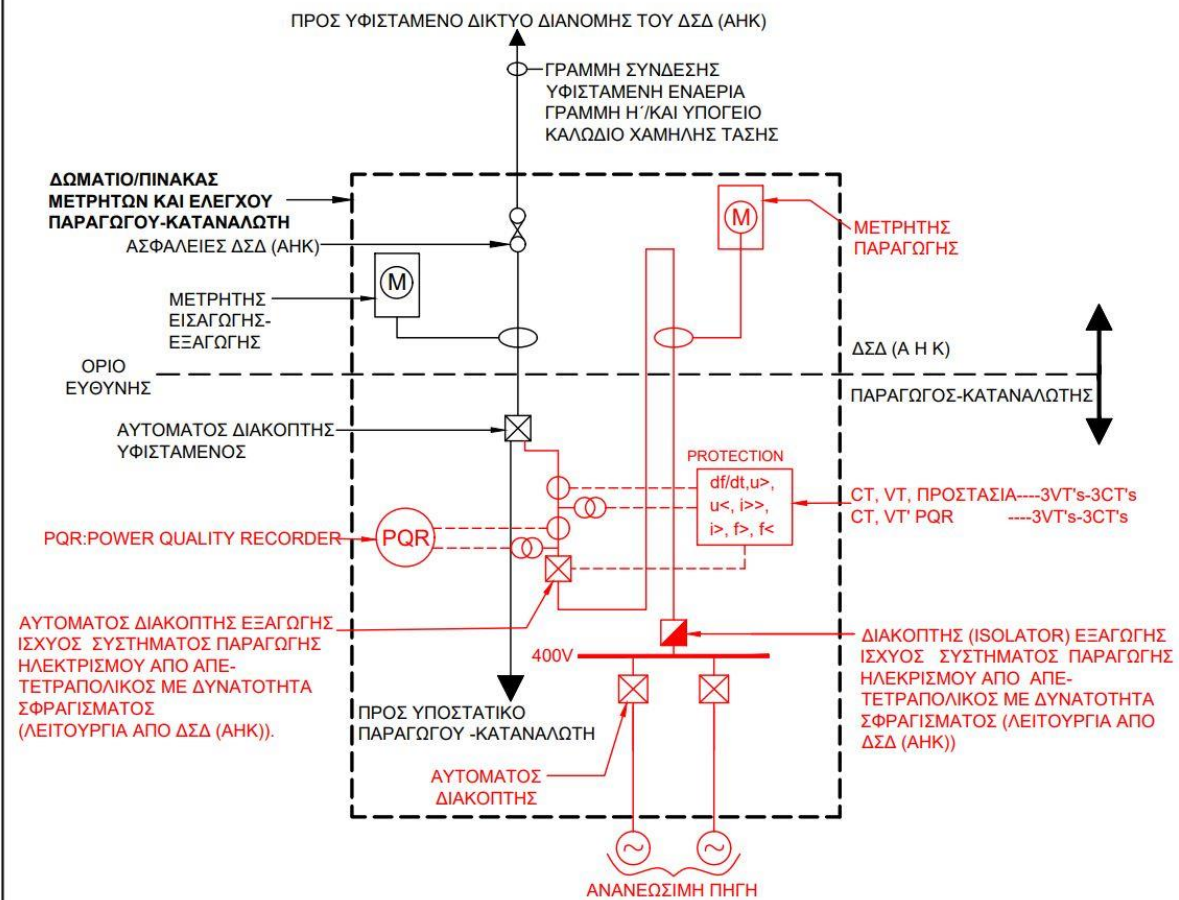 ΠΡΟΣ ΥΦΙΣΤΑΜΕΝΟ ΔΙΚΤΥΟ ΔΙΑΝΟΜΗΣ ΤΟΥ ΔΣΔ (ΑΗΚ)
ΓΡΑΜΜΗ ΣΥΝΔΕΣΗΣ
ΥΦΙΣΤΑΜΕΝΗ ΕΝΑΕΡΙΑ
ΓΡΑΜΜΗ Η΄/ΚΑΙ ΥΠΟΓΕΙΟ
ΚΑΛΩΔΙΟ ΧΑΜΗΛΗΣ ΤΑΣΗΣ
ΔΩΜΑΤΙΟ/ΠΙΝΑΚΑΣ
ΜΕΤΡΗΤΩΝ ΚΑΙ ΕΛΕΓΧΟΥ
ΠΑΡΑΓΩΓΟΥ-ΚΑΤΑΝΑΛΩΤΗ
ΑΣΦΑΛΕΙΕΣ ΔΣΔ (ΑΗΚ)
M
ΜΕΤΡΗΤΗΣ
ΠΑΡΑΓΩΓΗΣ
M
ΜΕΤΡΗΤΗΣ
ΕΙΣΑΓΩΓΗΣ-
ΕΞΑΓΩΓΗΣ
ΟΡΙΟ
ΕΥΘΥΝΗΣ
ΔΣΔ (Α Η Κ)
ΠΑΡΑΓΩΓΟΣ-ΚΑΤΑΝΑΛΩΤΗΣ
ΑΥΤΟΜΑΤΟΣ ΔΙΑΚΟΠΤΗΣ
ΥΦΙΣΤΑΜΕΝΟΣ
PROTECTION
df/dt,u>,
u<, i>>,
i>, f>, f<
CT, VT, ΠΡΟΣΤΑΣΙΑ----3VT's-3CT's
CT, VT' PQR ----3VT's-3CT's
PQR:POWER QUALITY RECORDER
PQR
ΑΥΤΟΜΑΤΟΣ ΔΙΑΚΟΠΤΗΣ ΕΞΑΓΩΓΗΣ
ΙΣΧΥΟΣ ΣΥΣΤΗΜΑΤΟΣ ΠΑΡΑΓΩΓΗΣ
ΗΛΕΚΤΡΙΣΜΟΥ ΑΠΟ ΑΠΕ-
ΤΕΤΡΑΠΟΛΙΚΟΣ ΜΕ ΔΥΝΑΤΟΤΗΤΑ
ΣΦΡΑΓΙΣΜΑΤΟΣ
(ΛΕΙΤΟΥΡΓΙΑ ΑΠΟ ΔΣΔ (ΑΗΚ)).
400V
ΔΙΑΚΟΠΤΗΣ (ISOLATOR) ΕΞΑΓΩΓΗΣ
ΙΣΧΥΟΣ ΣΥΣΤΗΜΑΤΟΣ ΠΑΡΑΓΩΓΗΣ
ΗΛΕΚΡΙΣΜΟΥ ΑΠΟ ΑΠΕ-
ΤΕΤΡΑΠΟΛΙΚΟΣ ΜΕ ΔΥΝΑΤΟΤΗΤΑ
ΣΦΡΑΓΙΣΜΑΤΟΣ (ΛΕΙΤΟΥΡΓΙΑ ΑΠΟ
ΔΣΔ (ΑΗΚ))
ΠΡΟΣ ΥΠΟΣΤΑΤΙΚΟ
ΠΑΡΑΓΩΓΟΥ -ΚΑΤΑΝΑΛΩΤΗ
ΑΥΤΟΜΑΤΟΣ
ΔΙΑΚΟΠΤΗΣ
ΑΝΑΝΕΩΣΙΜΗ ΠΗΓΗ